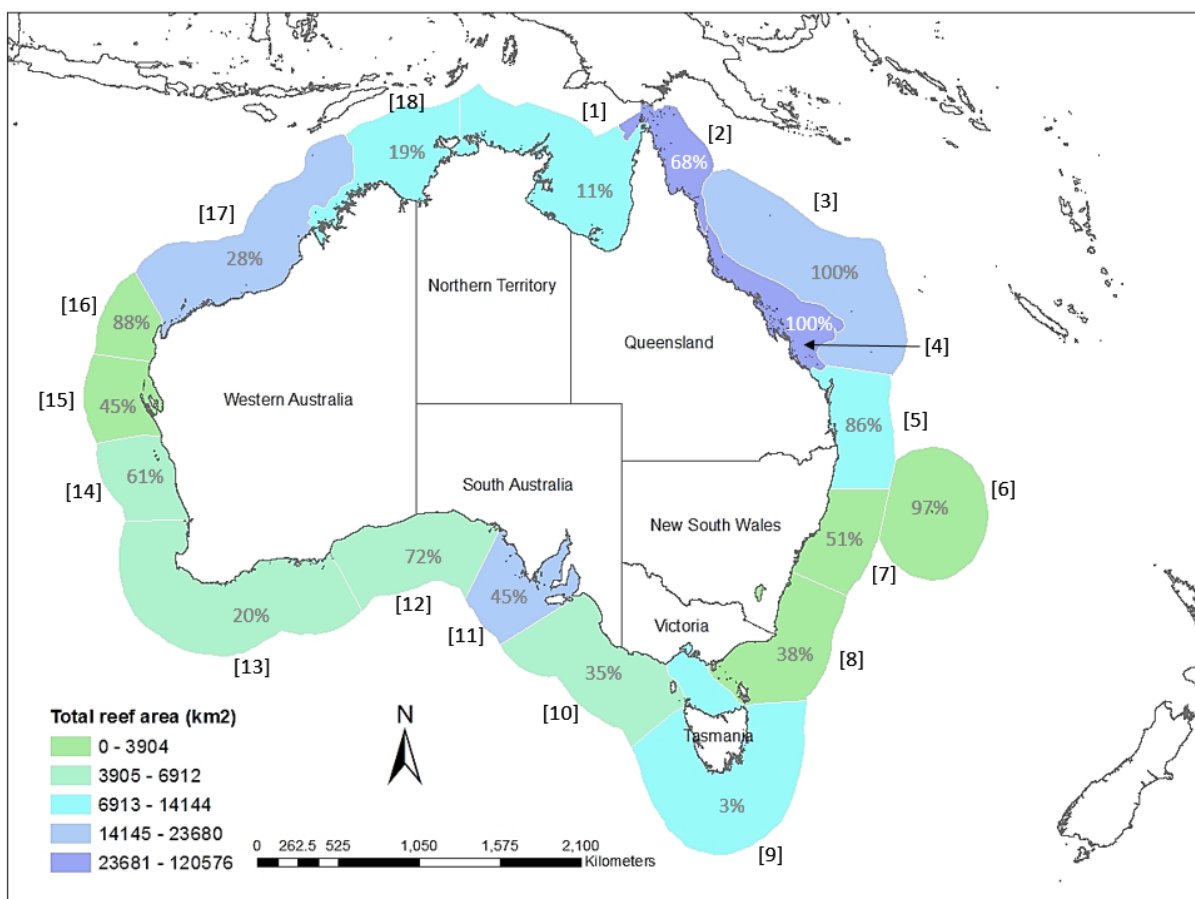 [18]
[1]
[2]
19%
68%
11%
[3]
[17]
28%
100%
[16]
Northern Territory
88%
100%
Queensland
[4]
[15]
45%
Western Australia
[5]
86%
[14]
61%
South Australia
[6]
97%
New South Wales
51%
72%
[7]
[12]
45%
20%
[11]
Victoria
38%
[8]
[13]
35%
[10]
Total reef area (km2)
N
Tasmania
0 - 3904
3905 - 6912
6913 - 14144
3%
14145 - 23680
0 262.5 525 1,050 1,575 2,100
Kilometers
23681 - 120576
[9]